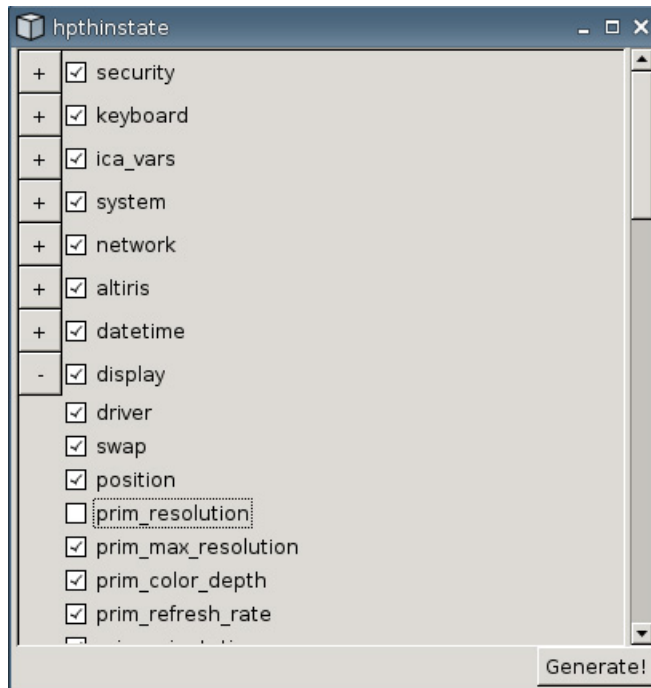 hpthinstate
+ security
+ keyboard
+ ica_vars
+ system
+ network
+ altiris
+ datetime
- display
driver
swap
position
prim_resolution
prim_max_resolution
prim_color_depth
prim_refresh_rate
Generate!